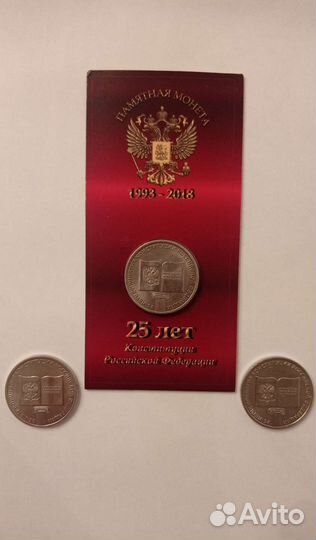 ПАМЯТНАЯ МОНЕТА
1993 - 2018
25 лет
Конституции
Российской Федерации
Avito